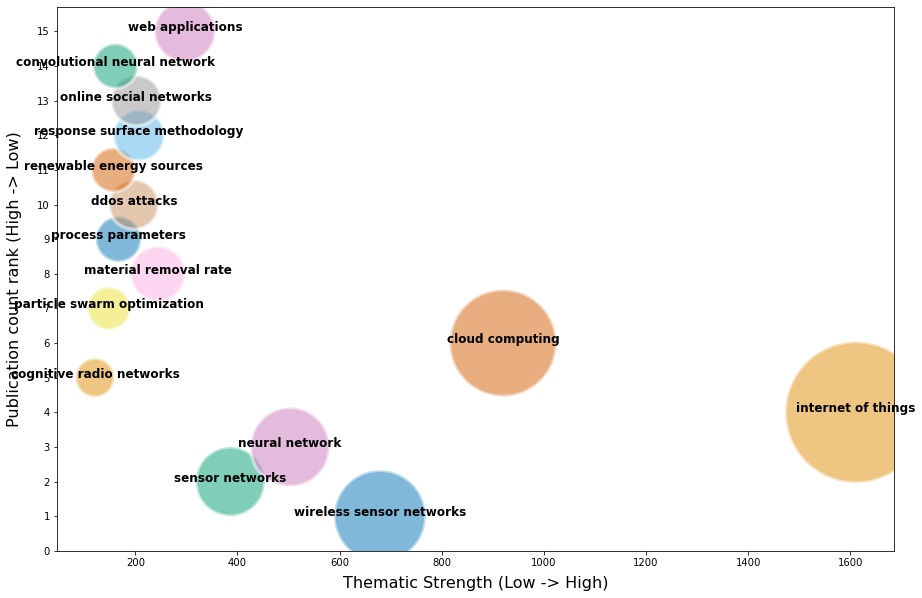 15
web applications
14
convolutional neural network
13
online social networks
12
response surface methodology
11
renewable energy sources
10
ddos attacks
9
process parameters
8
material removal rate
7
particle swarm optimization
6
cloud computing
5
cognitive radio networks
4
internet of things
3
neural network
2
sensor networks
1
wireless sensor networks
0
Publication count rank (High -> Low)
200 400 600 800 1000 1200 1400 1600
Thematic Strength (Low -> High)